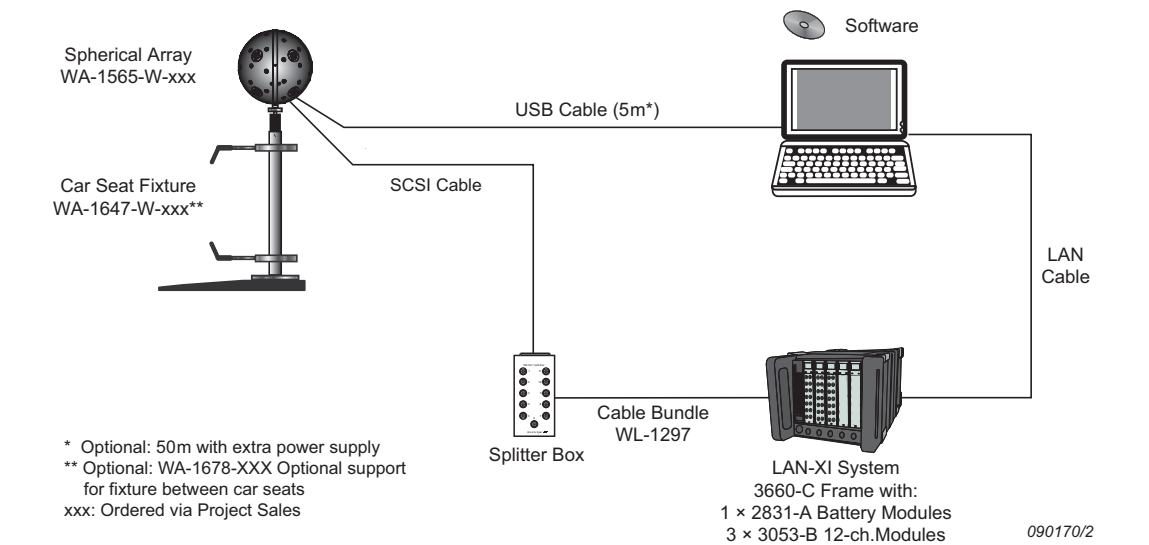 Software
Spherical Array
WA-1565-W-xxx
USB Cable (5m*)
SCSI Cable
Car Seat Fixture
WA-1647-W-xxx**
LAN
Cable
Cable Bundle
WL-1297
Splitter Box
* Optional: 50m with extra power supply
** Optional: WA-1678-XXX Optional support
for fixture between car seats
xxx: Ordered via Project Sales
LAN-XI System
3660-C Frame with:
1 × 2831-A Battery Modules
3 × 3053-B 12-ch.Modules
090170/2